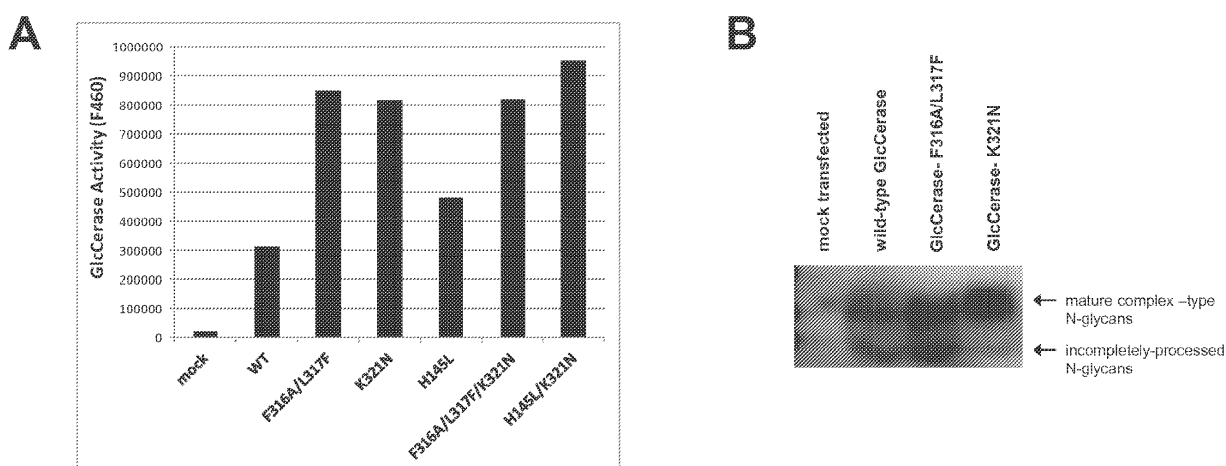 A
GlcCerase Activity (F460)
1000000
900000
800000
700000
600000
500000
400000
300000
200000
100000
0
mock
WT
F316A/L317F
K321N
H145L
F316A/L317F/K321N
H145L/K321N
B
mock transfected
wild-type GlcCerase
GlcCerase- F316A/L317F
GlcCerase- K321N
mature complex –type
N-glycans
incompletely-processed
N-glycans